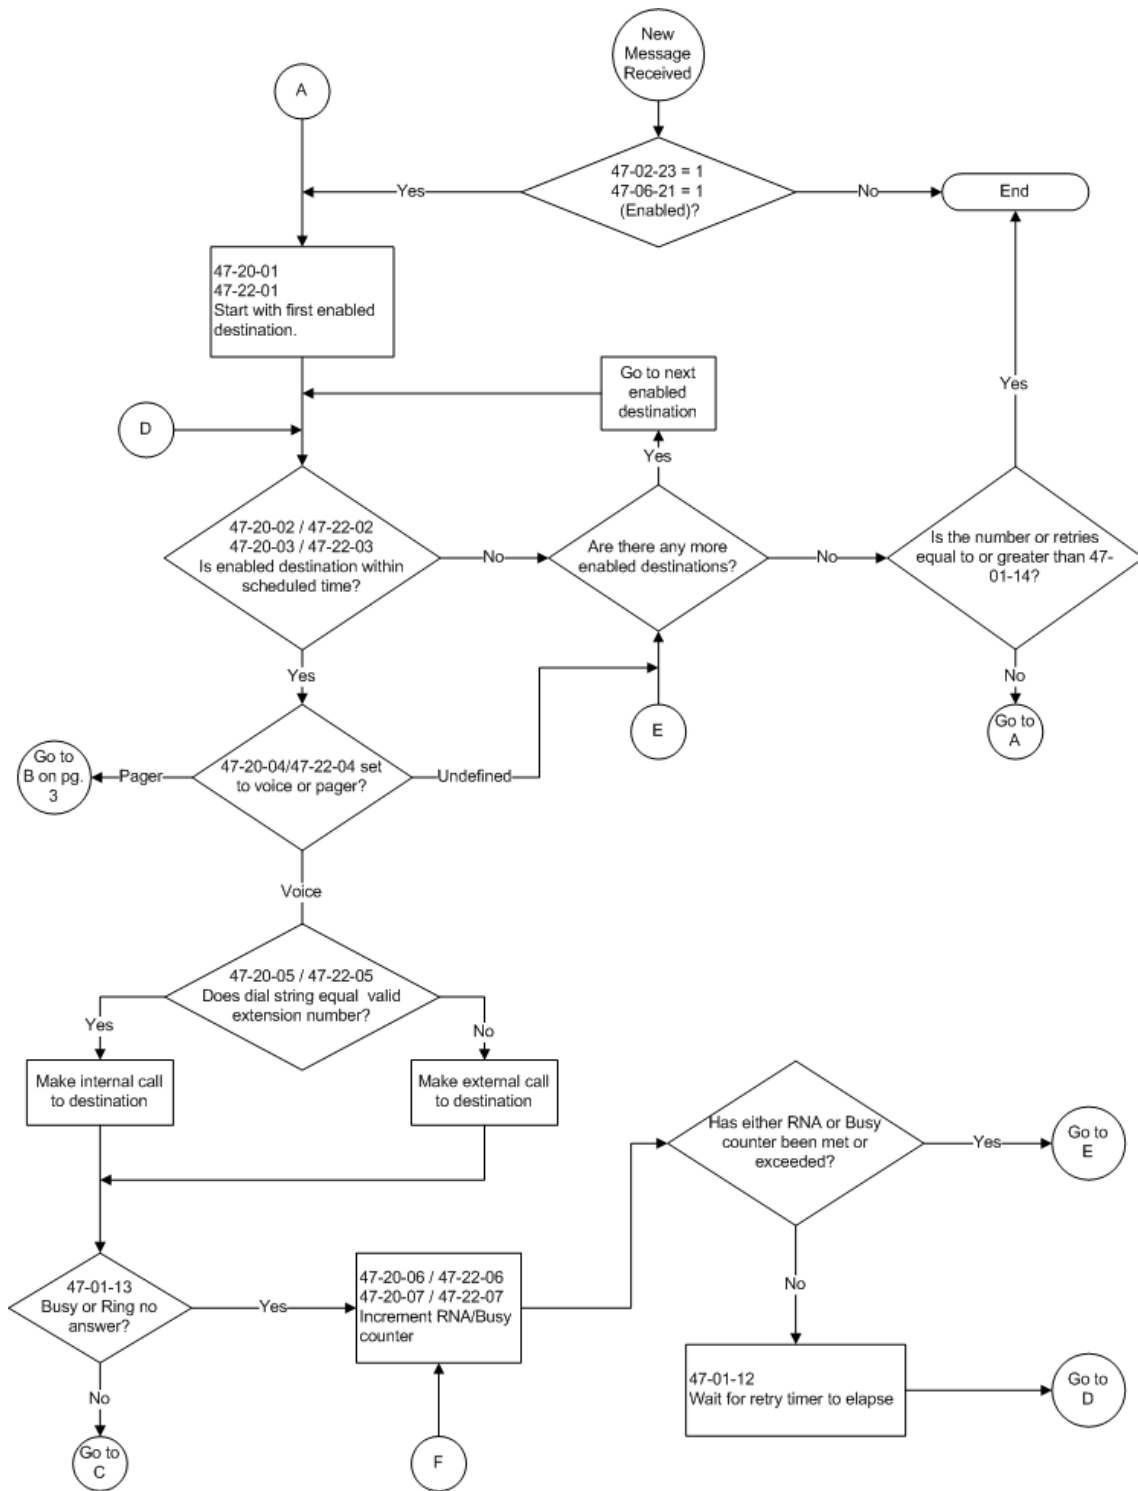 New
Message
Received
A
47-02-23 = 1
47-06-21 = 1
(Enabled)?
Yes
No
End
47-20-01
47-22-01
Start with first enabled
destination.
Go to next
enabled
destination
Yes
D
Yes
47-20-02 / 47-22-02
47-20-03 / 47-22-03
Is enabled destination within
scheduled time?
No
Are there any more
enabled destinations?
No
Is the number or retries
equal to or greater than 47-
01-14?
Yes
No
Go to
A
E
Go to
B on pg.
3
Pager
47-20-04/47-22-04 set
to voice or pager?
Undefined
Voice
47-20-05 / 47-22-05
Does dial string equal  valid
extension number?
Yes
No
Make internal call
to destination
Make external call
to destination
Has either RNA or Busy
counter been met or
exceeded?
Yes
Go to
E
47-01-13
Busy or Ring no
answer?
Yes
47-20-06 / 47-22-06
47-20-07 / 47-22-07
Increment RNA/Busy
counter
No
47-01-12
Wait for retry timer to elapse
Go to
D
No
Go to
C
F